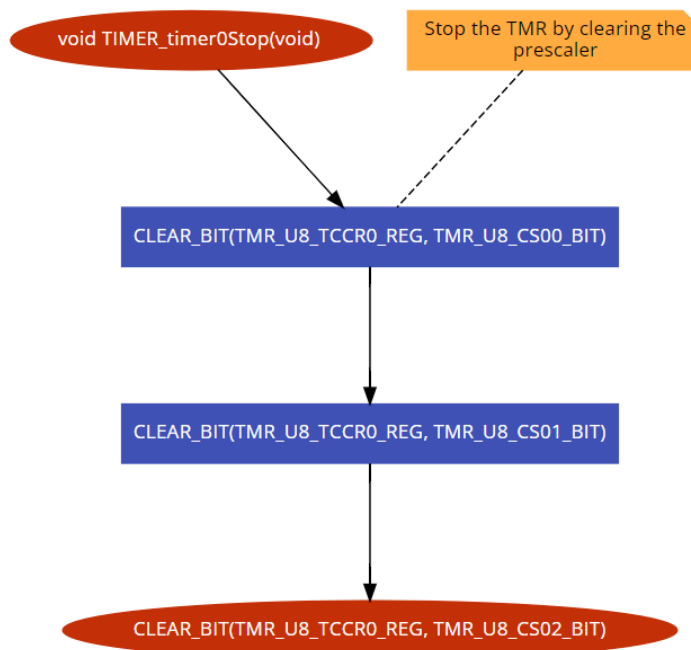 void TIMER_timer0Stop(void)
Stop the TMR by clearing the
prescaler
CLEAR_BIT(TMR_U8_TCCR0_REG, TMR_U8_CS00_BIT)
CLEAR_BIT(TMR_U8_TCCR0_REG, TMR_U8_CS01_BIT)
CLEAR_BIT(TMR_U8_TCCR0_REG, TMR_U8_CS02_BIT)